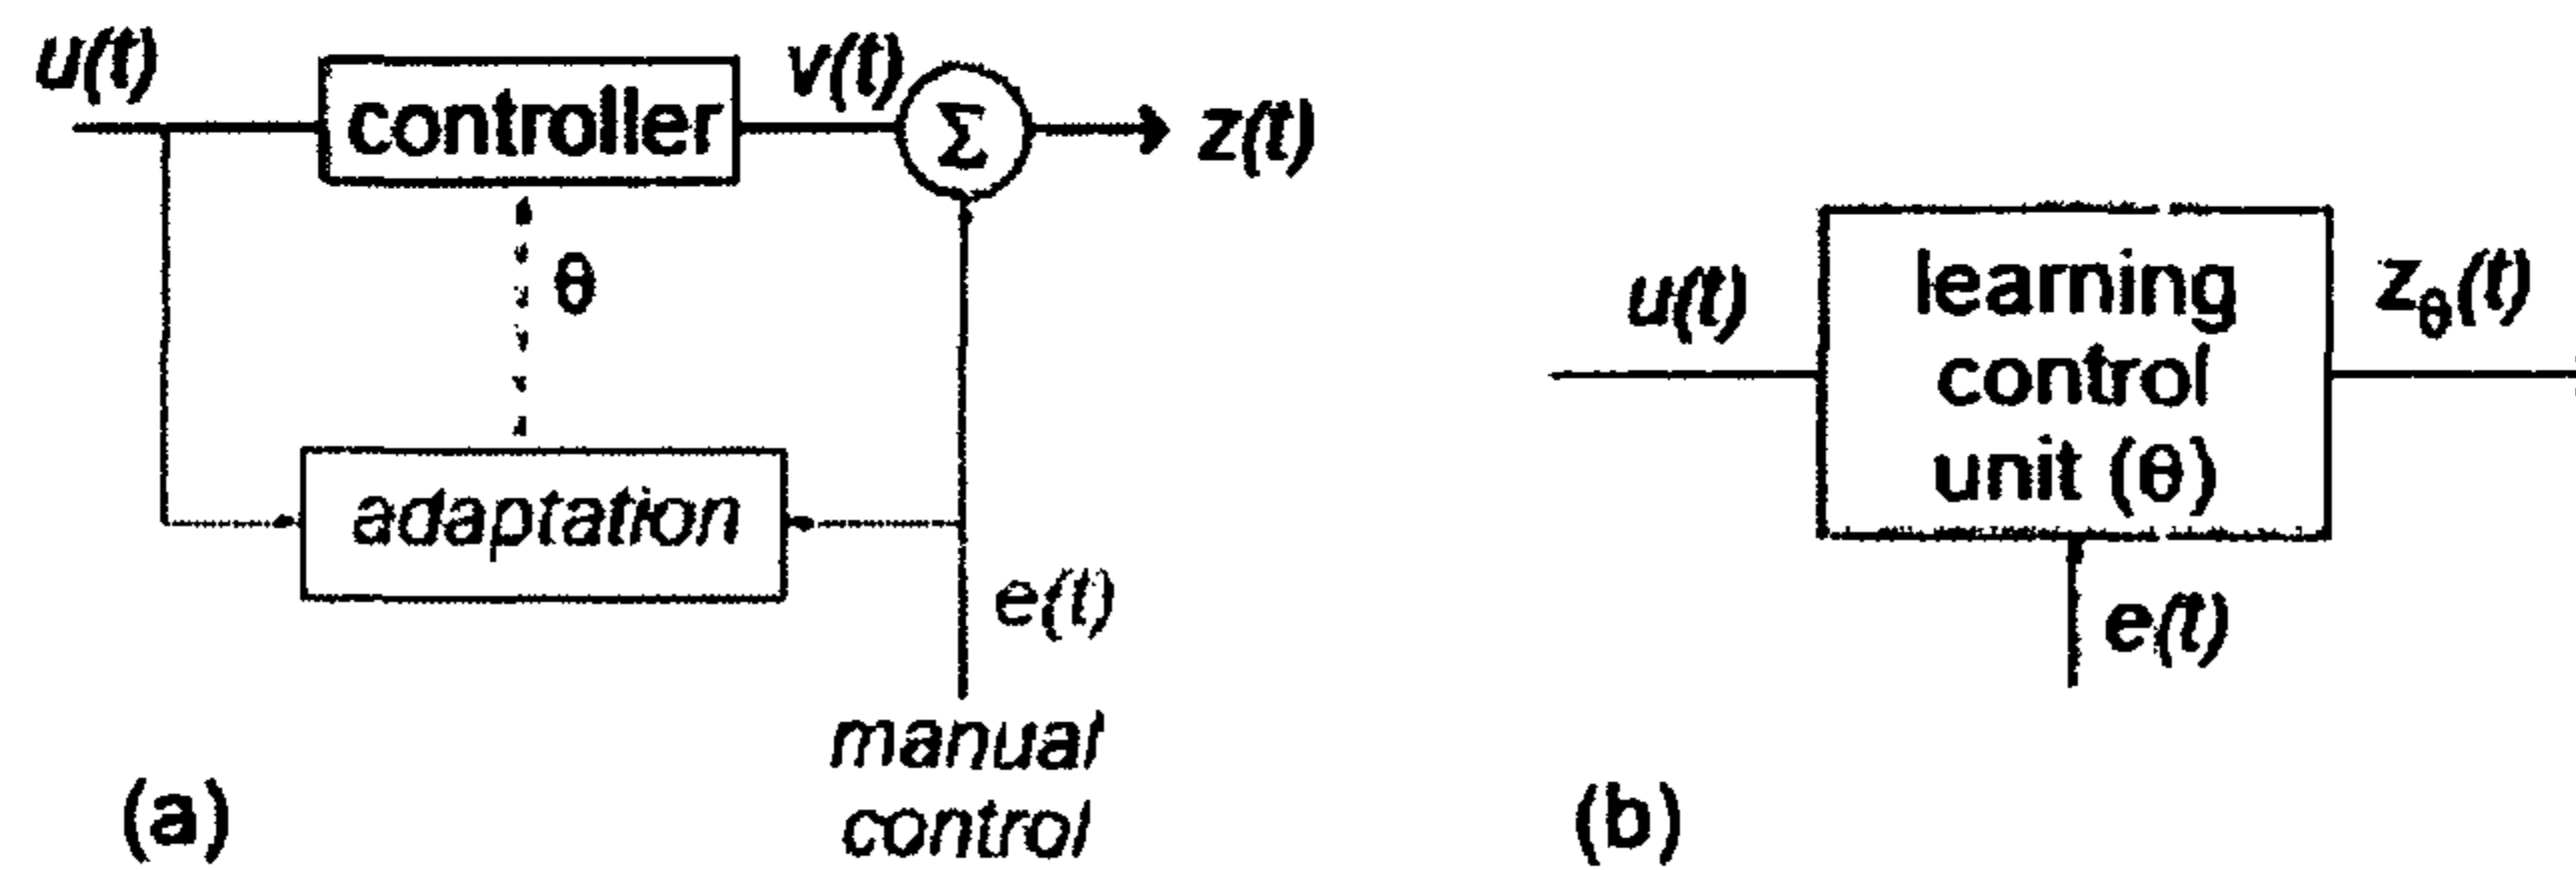 u(t)
controller
v(t)
Σ
z(t)
θ
adaptation
e(t)
manual
control
(a)
u(t)
learning
control
unit (θ)
zθ(t)
e(t)
(b)